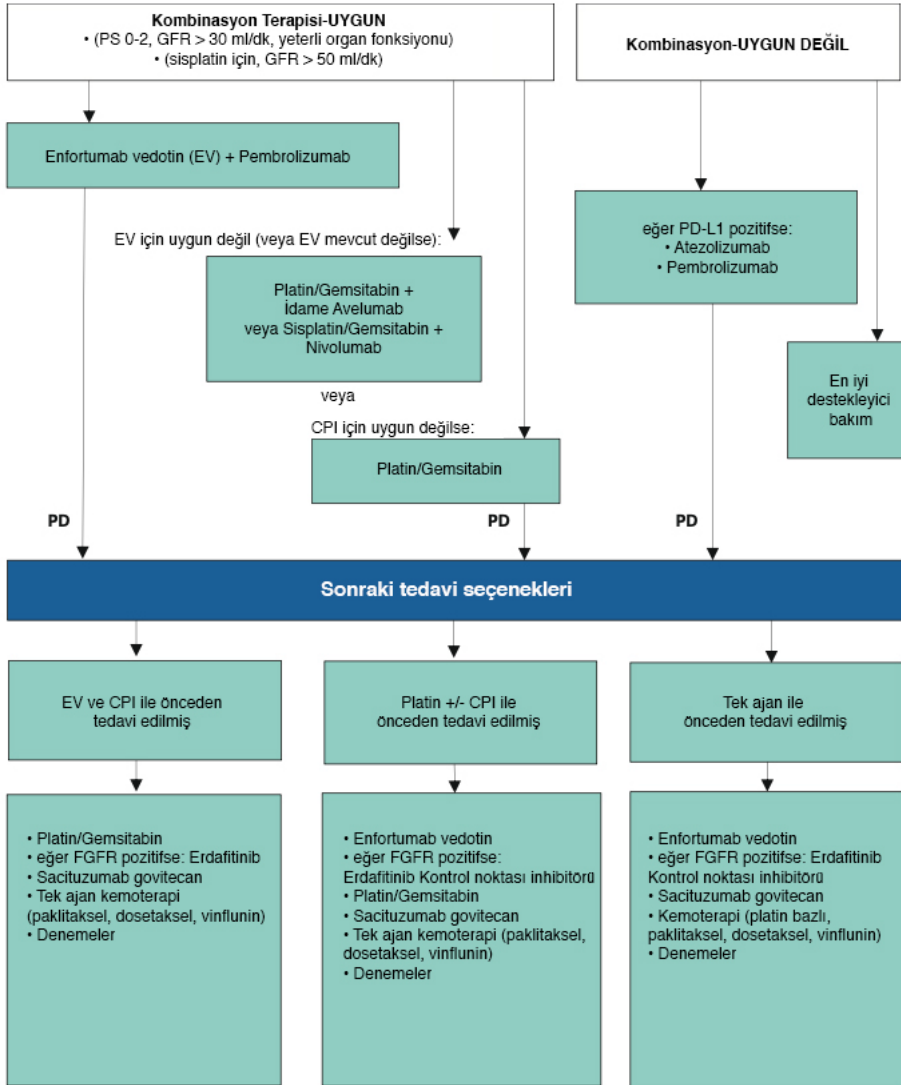 Kombinasyon Terapisi-UYGUN
• (PS 0-2, GFR > 30 ml/dk, yeterli organ fonksiyonu)
• (sisplatin için, GFR > 50 ml/dk)
Kombinasyon-UYGUN DEĞİL
Enfortumab vedotin (EV) + Pembrolizumab
EV için uygun değil (veya EV mevcut değilse):
Platin/Gemsitabin +
İdame Avelumab
veya Sisplatin/Gemsitabin +
Nivolumab
veya
CPI için uygun değilse:
Platin/Gemsitabin
eğer PD-L1 pozitifse:
• Atezolizumab
• Pembrolizumab
En iyi
destekleyici
bakım
PD
PD
PD
Sonraki tedavi seçenekleri
EV ve CPI ile önceden
tedavi edilmiş
Platin +/- CPI ile
önceden tedavi edilmiş
Tek ajan ile
önceden tedavi edilmiş
• Platin/Gemsitabin
• eğer FGFR pozitifse: Erdafitinib
• Sacituzumab govitecan
• Tek ajan kemoterapi
(paklitaksel, dosetaksel, vinflunin)
• Denemeler
• Enfortumab vedotin
• eğer FGFR pozitifse:
Erdafitinib Kontrol noktası inhibitörü
• Platin/Gemsitabin
• Sacituzumab govitecan
• Tek ajan kemoterapi (paklitaksel,
dosetaksel, vinflunin)
• Denemeler
• Enfortumab vedotin
• eğer FGFR pozitifse: Erdafitinib
Kontrol noktası inhibitörü
• Sacituzumab govitecan
• Kemoterapi (platin bazlı,
paklitaksel, dosetaksel, vinflunin)
• Denemeler